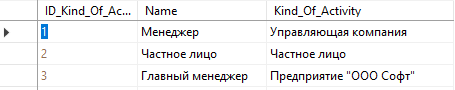 ID_Kind_Of_Ac... Name Kind_Of_Activity
1 Менеджер Управляющая компания
2 Частное лицо Частное лицо
3 Главный менеджер Предприятие "ООО Софт"